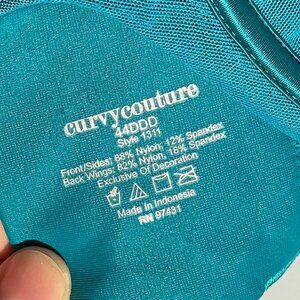 curvycouture
44DDD
Style 1311
Front/Sides: 88% Nylon, 12% Spandex
Back Wings: 82% Nylon, 18% Spandex
Exclusive Of Decoration
Made In Indonesia
RN 97431